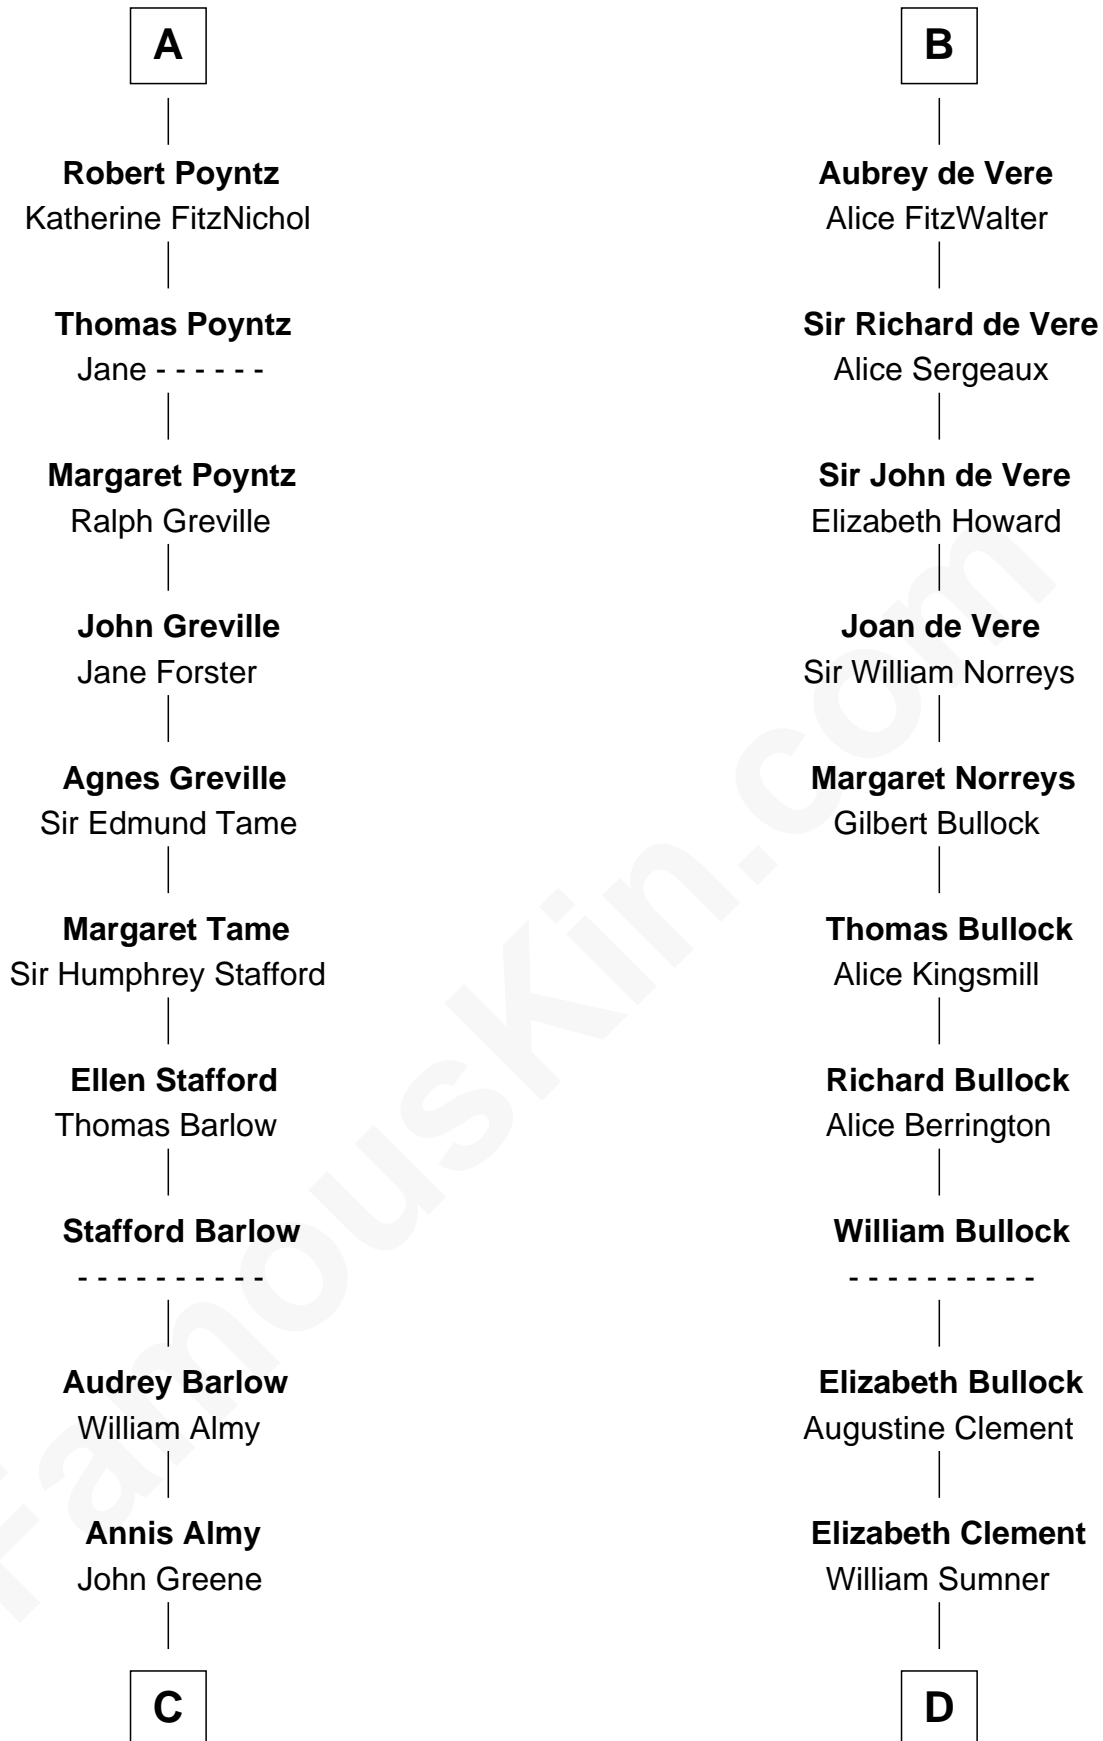 A
Robert Poyntz
Katherine FitzNichol
Thomas Poyntz
Jane - - - - - -
Margaret Poyntz
Ralph Greville
John Greville
Jane Forster
Agnes Greville
Sir Edmund Tame
Margaret Tame
Sir Humphrey Stafford
Ellen Stafford
Thomas Barlow
Stafford Barlow
- - - - - - - - - -
Audrey Barlow
William Almy
Annis Almy
John Greene
C
B
Aubrey de Vere
Alice FitzWalter
Sir Richard de Vere
Alice Sergeaux
Sir John de Vere
Elizabeth Howard
Joan de Vere
Sir William Norreys
Margaret Norreys
Gilbert Bullock
Thomas Bullock
Alice Kingsmill
Richard Bullock
Alice Berrington
William Bullock
- - - - - - - - - -
Elizabeth Bullock
Augustine Clement
Elizabeth Clement
William Sumner
D
FamousKin.com